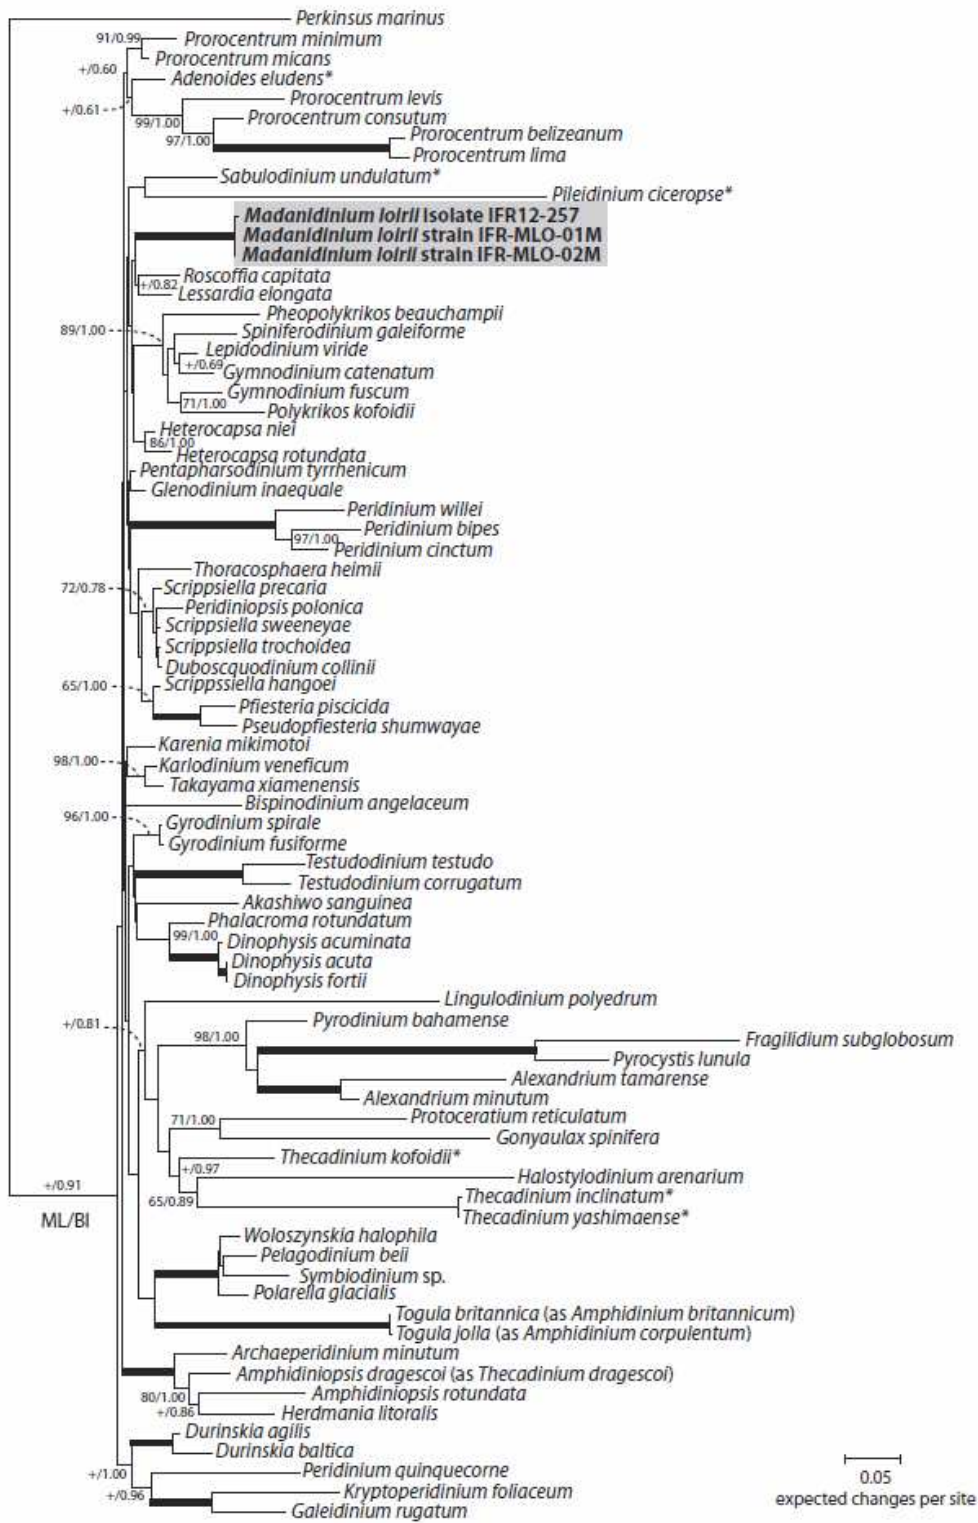 Perkinsus marinus
91/0.99
Prorocentrum minimum
Prorocentrum micans
+/0.60
Adenoides eludens*
+/0.61
Prorocentrum levis
99/1.00
Prorocentrum consutum
97/1.00
Prorocentrum belizeanum
Prorocentrum lima
Sabulodinium undulatum*
Pileidinium ciceropse*
Madanidinium loirii isolate IFR12-257
Madanidinium loirii strain IFR-MLO-01M
Madanidinium loirii strain IFR-MLO-02M
Roscoffia capitata
+/0.82
Lessardia elongata
Pheopolykrikos beauchampii
89/1.00
Spiniferodinium galeiforme
Lepidodinium viride
+/0.69
Gymnodinium catenatum
Gymnodinium fuscum
71/1.00
Polykrikos kofoidii
Heterocapsa niei
86/1.00
Heterocapsa rotundata
Pentapharsodinium tyrrhenicum
Glenodinium inaequale
Peridinium willei
Peridinium bipes
97/1.00
Peridinium cinctum
Thoracosphaera heimii
72/0.78
Scrippsiella precaria
Peridiniopsis polonica
Scrippsiella sweeneyae
Scrippsiella trochoidea
Duboscquodinium collinii
65/1.00
Scrippssiella hangoei
Pfiesteria piscicida
Pseudopfiesteria shumwayae
Karenia mikimotoi
98/1.00
Karlodinium veneficum
Takayama xiamenensis
Bispinodinium angelaceum
96/1.00
Gyrodinium spirale
Gyrodinium fusiforme
Testudodinium testudo
Testudodinium corrugatum
Akashiwo sanguinea
Phalacroma rotundatum
99/1.00
Dinophysis acuminata
Dinophysis acuta
Dinophysis fortii
Lingulodinium polyedrum
+/0.81
Pyrodinium bahamense
98/1.00
Fragilidium subglobosum
Pyrocystis lunula
Alexandrium tamarense
Alexandrium minutum
71/1.00
Protoceratium reticulatum
Gonyaulax spinifera
Thecadinium kofoidii*
+/0.97
Halostylodinium arenarium
65/0.89
Thecadinium inclinatum*
Thecadinium yashimaense*
+/0.91
ML/BI
Woloszynskia halophila
Pelagodinium beii
Symbiodinium sp.
Polarella glacialis
Togula britannica (as Amphidinium britannicum)
Togula jolla (as Amphidinium corpulentum)
Archaeperidinium minutum
Amphidiniopsis dragescoi (as Thecadinium dragescoi)
80/1.00
Amphidiniopsis rotundata
+/0.86
Herdmania litoralis
Durinskia agilis
Durinskia baltica
+/1.00
Peridinium quinquecorne
+/0.96
Kryptoperidinium foliaceum
Galeidinium rugatum
0.05
expected changes per site